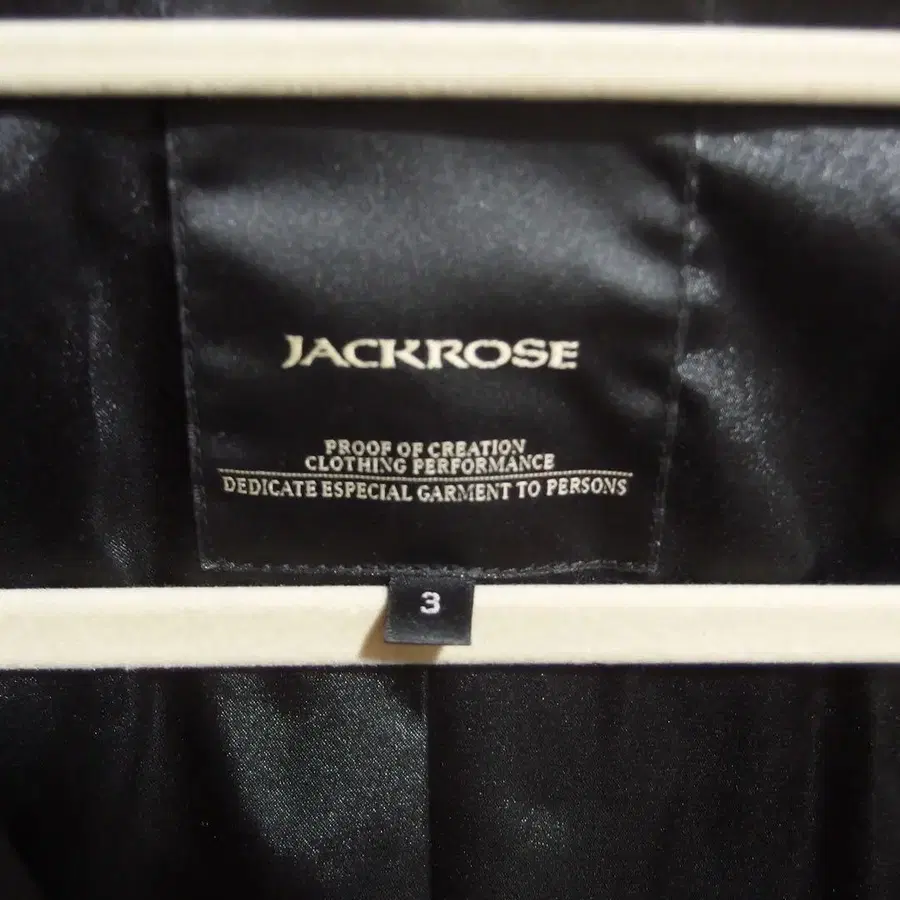 JACKROSE
PROOF OF CREATION
CLOTHING PERFORMANCE
DEDICATE ESPECIAL GARMENT TO PERSONS
3